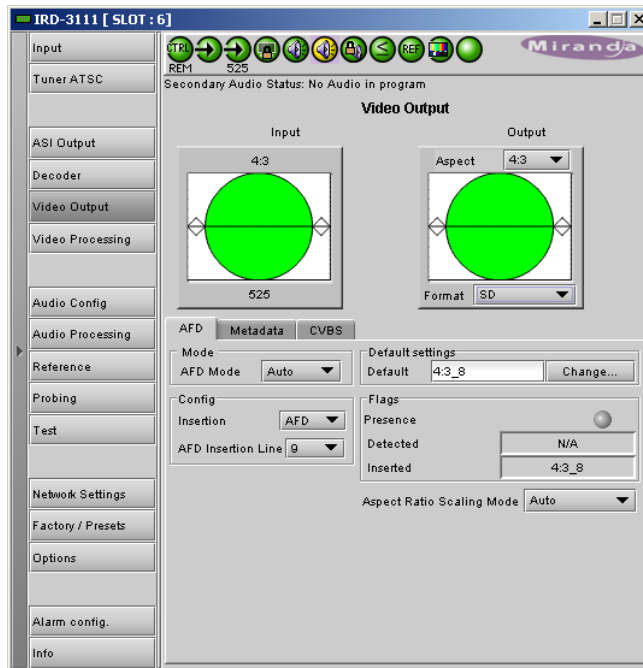 IRD-3111 [ SLOT : 6]
Input
Tuner ATSC
ASI Output
Decoder
Video Output
Video Processing
Audio Config
Audio Processing
Reference
Probing
Test
Network Settings
Factory / Presets
Options
Alarm config.
Info
CTRL
REF
Miranda
REM
525
Secondary Audio Status: No Audio in program
Video Output
Input
4:3
525
Output
Aspect 4:3
Format SD
AFD Metadata CVBS
Mode
AFD Mode Auto
Default settings
Default 4:3_8 Change...
Config
Insertion AFD
AFD Insertion Line 9
Flags
Presence
Detected N/A
Inserted 4:3_8
Aspect Ratio Scaling Mode Auto